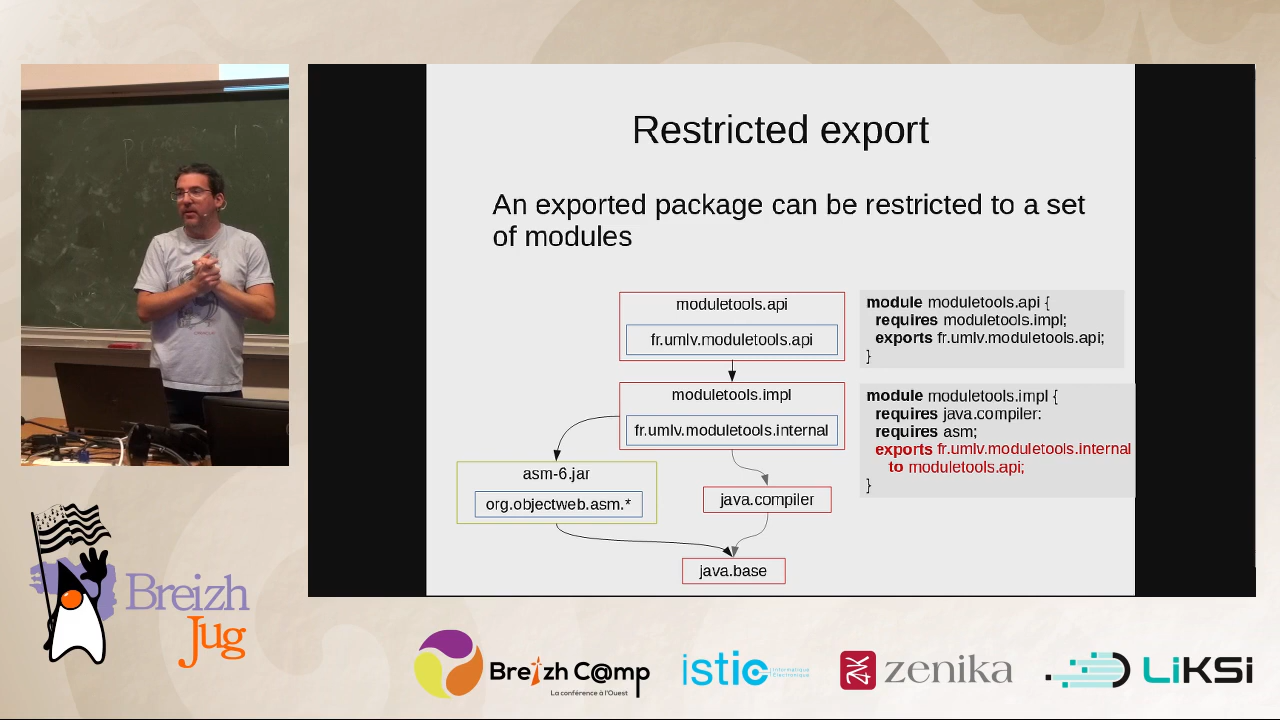 Restricted export
An exported package can be restricted to a set
of modules
moduletools.api
fr.umlv.moduletools.api
moduletools.impl
fr.umlv.moduletools.internal
asm-6.jar
org.objectweb.asm.*
java.compiler
java.base
module moduletools.api {
requires moduletools.impl;
exports fr.umlv.moduletools.api;
}
module moduletools.impl {
requires java.compiler:
requires asm;
exports fr.umlv.moduletools.internal
to moduletools.api;
}
Breizh
Jug
Breizh C@mp
La conférence à l'Ouest
istic
Informatique
Électronique
zenika
LiKSi